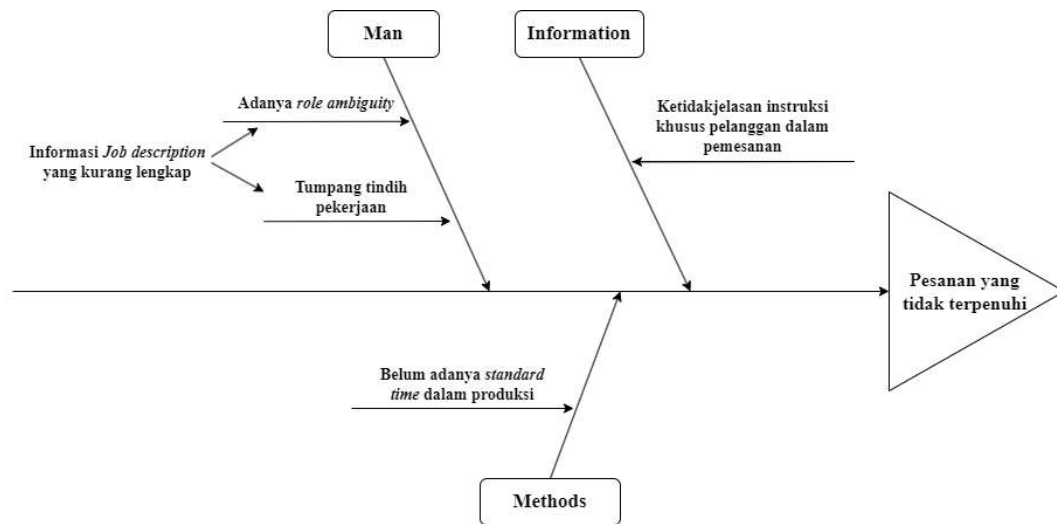 Man
Information
Adanya role ambiguity
Ketidakjelasan instruksi
khusus pelanggan dalam
pemesanan
Informasi Job description
yang kurang lengkap
Tumpang tindih
pekerjaan
Pesanan yang
tidak terpenuhi
Belum adanya standard
time dalam produksi
Methods